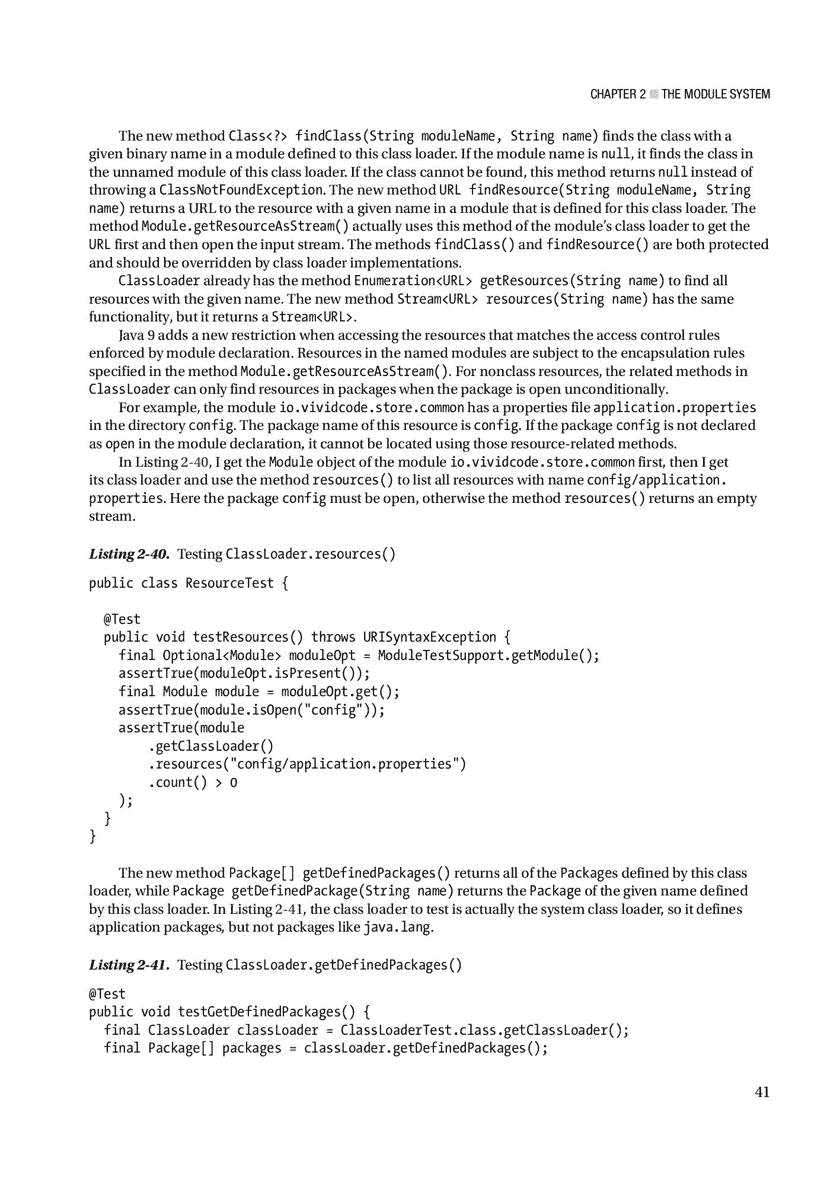 CHAPTER 2 ■ THE MODULE SYSTEM
The new method Class<?> findClass(String moduleName, String name) finds the class with a
given binary name in a module defined to this class loader. If the module name is null, it finds the class in
the unnamed module of this class loader. If the class cannot be found, this method returns null instead of
throwing a ClassNotFoundException. The new method URL findResource(String moduleName, String
name) returns a URL to the resource with a given name in a module that is defined for this class loader. The
method Module.getResourceAsStream() actually uses this method of the module's class loader to get the
URL first and then open the input stream. The methods findClass() and findResource() are both protected
and should be overridden by class loader implementations.
ClassLoader already has the method Enumeration<URL> getResources(String name) to find all
resources with the given name. The new method Stream<URL> resources(String name) has the same
functionality, but it returns a Stream<URL>.
Java 9 adds a new restriction when accessing the resources that matches the access control rules
enforced by module declaration. Resources in the named modules are subject to the encapsulation rules
specified in the method Module.getResourceAsStream(). For nonclass resources, the related methods in
ClassLoader can only find resources in packages when the package is open unconditionally.
For example, the module io.vividcode.store.common has a properties file application.properties
in the directory config. The package name of this resource is config. If the package config is not declared
as open in the module declaration, it cannot be located using those resource-related methods.
In Listing 2-40, I get the Module object of the module io.vividcode.store.common first, then I get
its class loader and use the method resources() to list all resources with name config/application.
properties. Here the package config must be open, otherwise the method resources() returns an empty
stream.
Listing 2-40. Testing ClassLoader.resources()
public class ResourceTest {
@Test
public void testResources() throws URISyntaxException {
final Optional<Module> moduleOpt = ModuleTestSupport.getModule();
assertTrue(moduleOpt.isPresent());
final Module module = moduleOpt.get();
assertTrue(module.isOpen("config"));
assertTrue(module
.getClassLoader()
.resources("config/application.properties")
.count() > 0
);
}
}
The new method Package[] getDefinedPackages() returns all of the Packages defined by this class
loader, while Package getDefinedPackage(String name) returns the Package of the given name defined
by this class loader. In Listing 2-41, the class loader to test is actually the system class loader, so it defines
application packages, but not packages like java.lang.
Listing 2-41. Testing ClassLoader.getDefinedPackages()
@Test
public void testGetDefinedPackages() {
final ClassLoader classLoader = ClassLoaderTest.class.getClassLoader();
final Package[] packages = classLoader.getDefinedPackages();
41